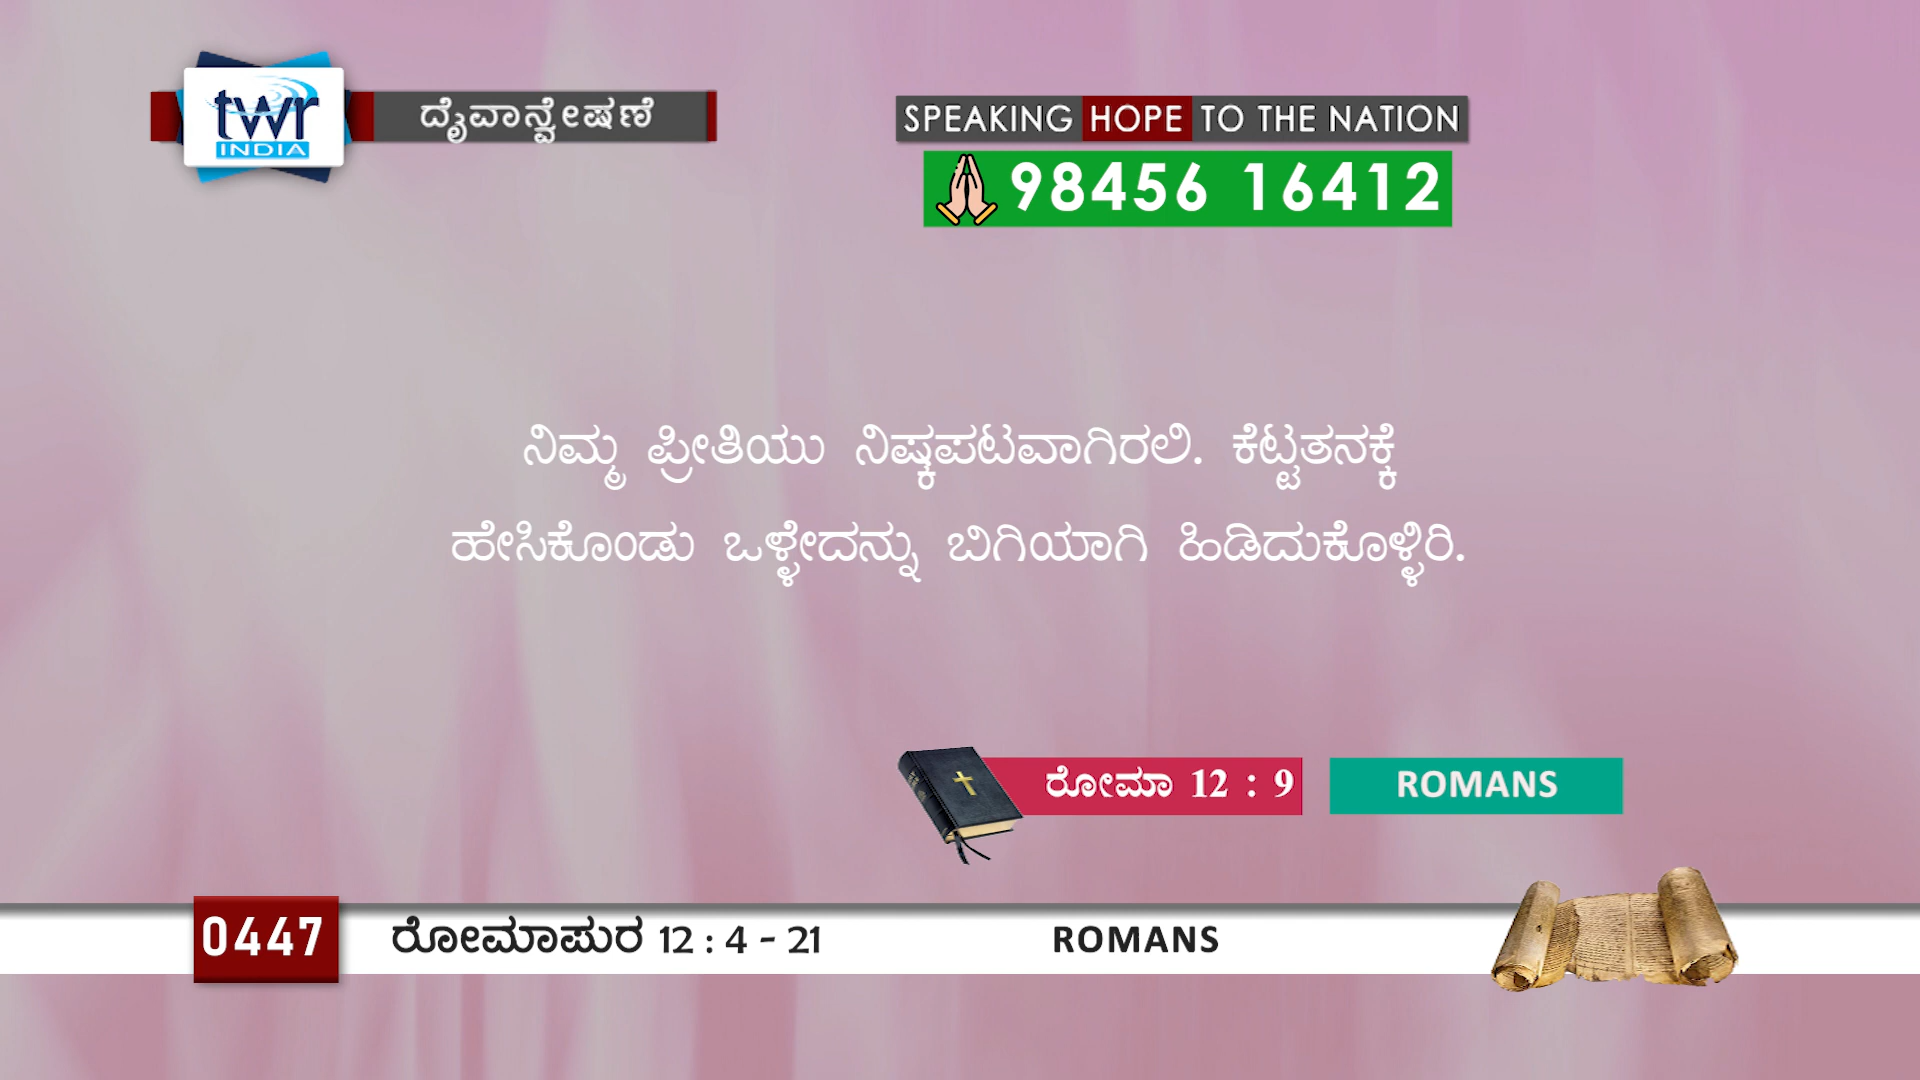 twr
INDIA
ದೈವಾನ್ವೇಷಣೆ
SPEAKING HOPE TO THE NATION
98456 16412
ನಿಮ್ಮ ಪ್ರೀತಿಯು ನಿಷ್ಕಪಟವಾಗಿರಲಿ. ಕೆಟ್ಟತನಕ್ಕೆ
ಹೇಸಿಕೊಂಡು ಒಳ್ಳೇದನ್ನು ಬಿಗಿಯಾಗಿ ಹಿಡಿದುಕೊಳ್ಳಿರಿ.
ರೋಮಾ 12 : 9
ROMANS
0447
ರೋಮಾಪುರ 12 : 4 - 21
ROMANS